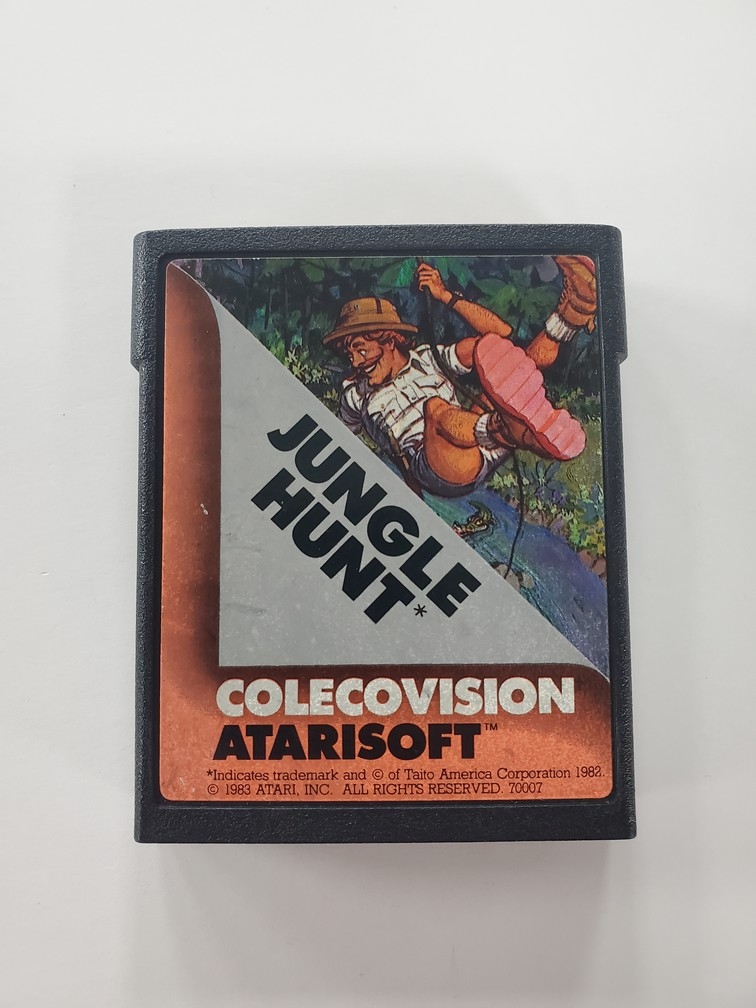 JUNGLE
HUNT*
COLECOVISION
ATARISOFT™
*Indicates trademark and © of Taito America Corporation 1982.
© 1983 ATARI, INC. ALL RIGHTS RESERVED. 70007